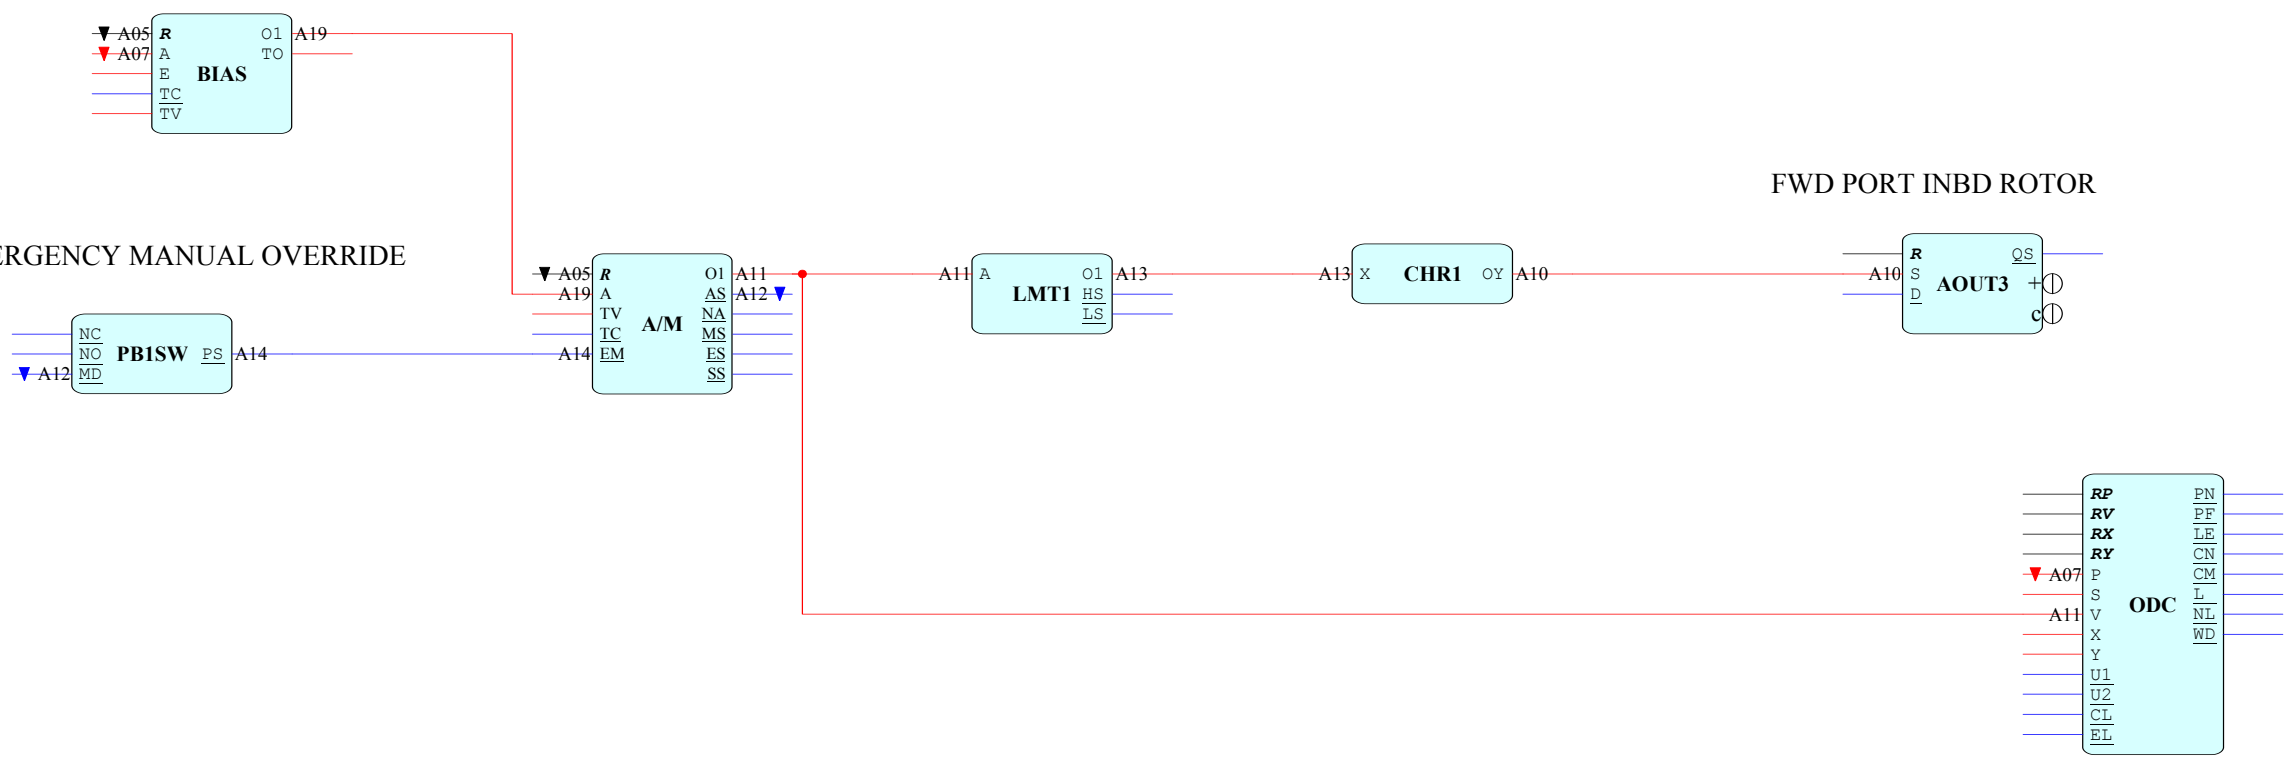 A05 R O1 A19
A07 A TO
E BIAS
TC
TV
FWD PORT INBD ROTOR
ERGENCY MANUAL OVERRIDE
NC
NO PB1SW PS A14
A12 MD
A05 R O1 A11
A19 A AS A12
TV NA
A/M
TC MS
A14 EM ES
SS
A11 A O1 A13
LMT1 HS
LS
A13 X CHR1 OY A10
R QS
A10 S +
D AOUT3
c
RP PN
RV PF
RX LE
RY CN
A07 P CM
S L
ODC
A11 V NL
X WD
Y
U1
U2
CL
EL